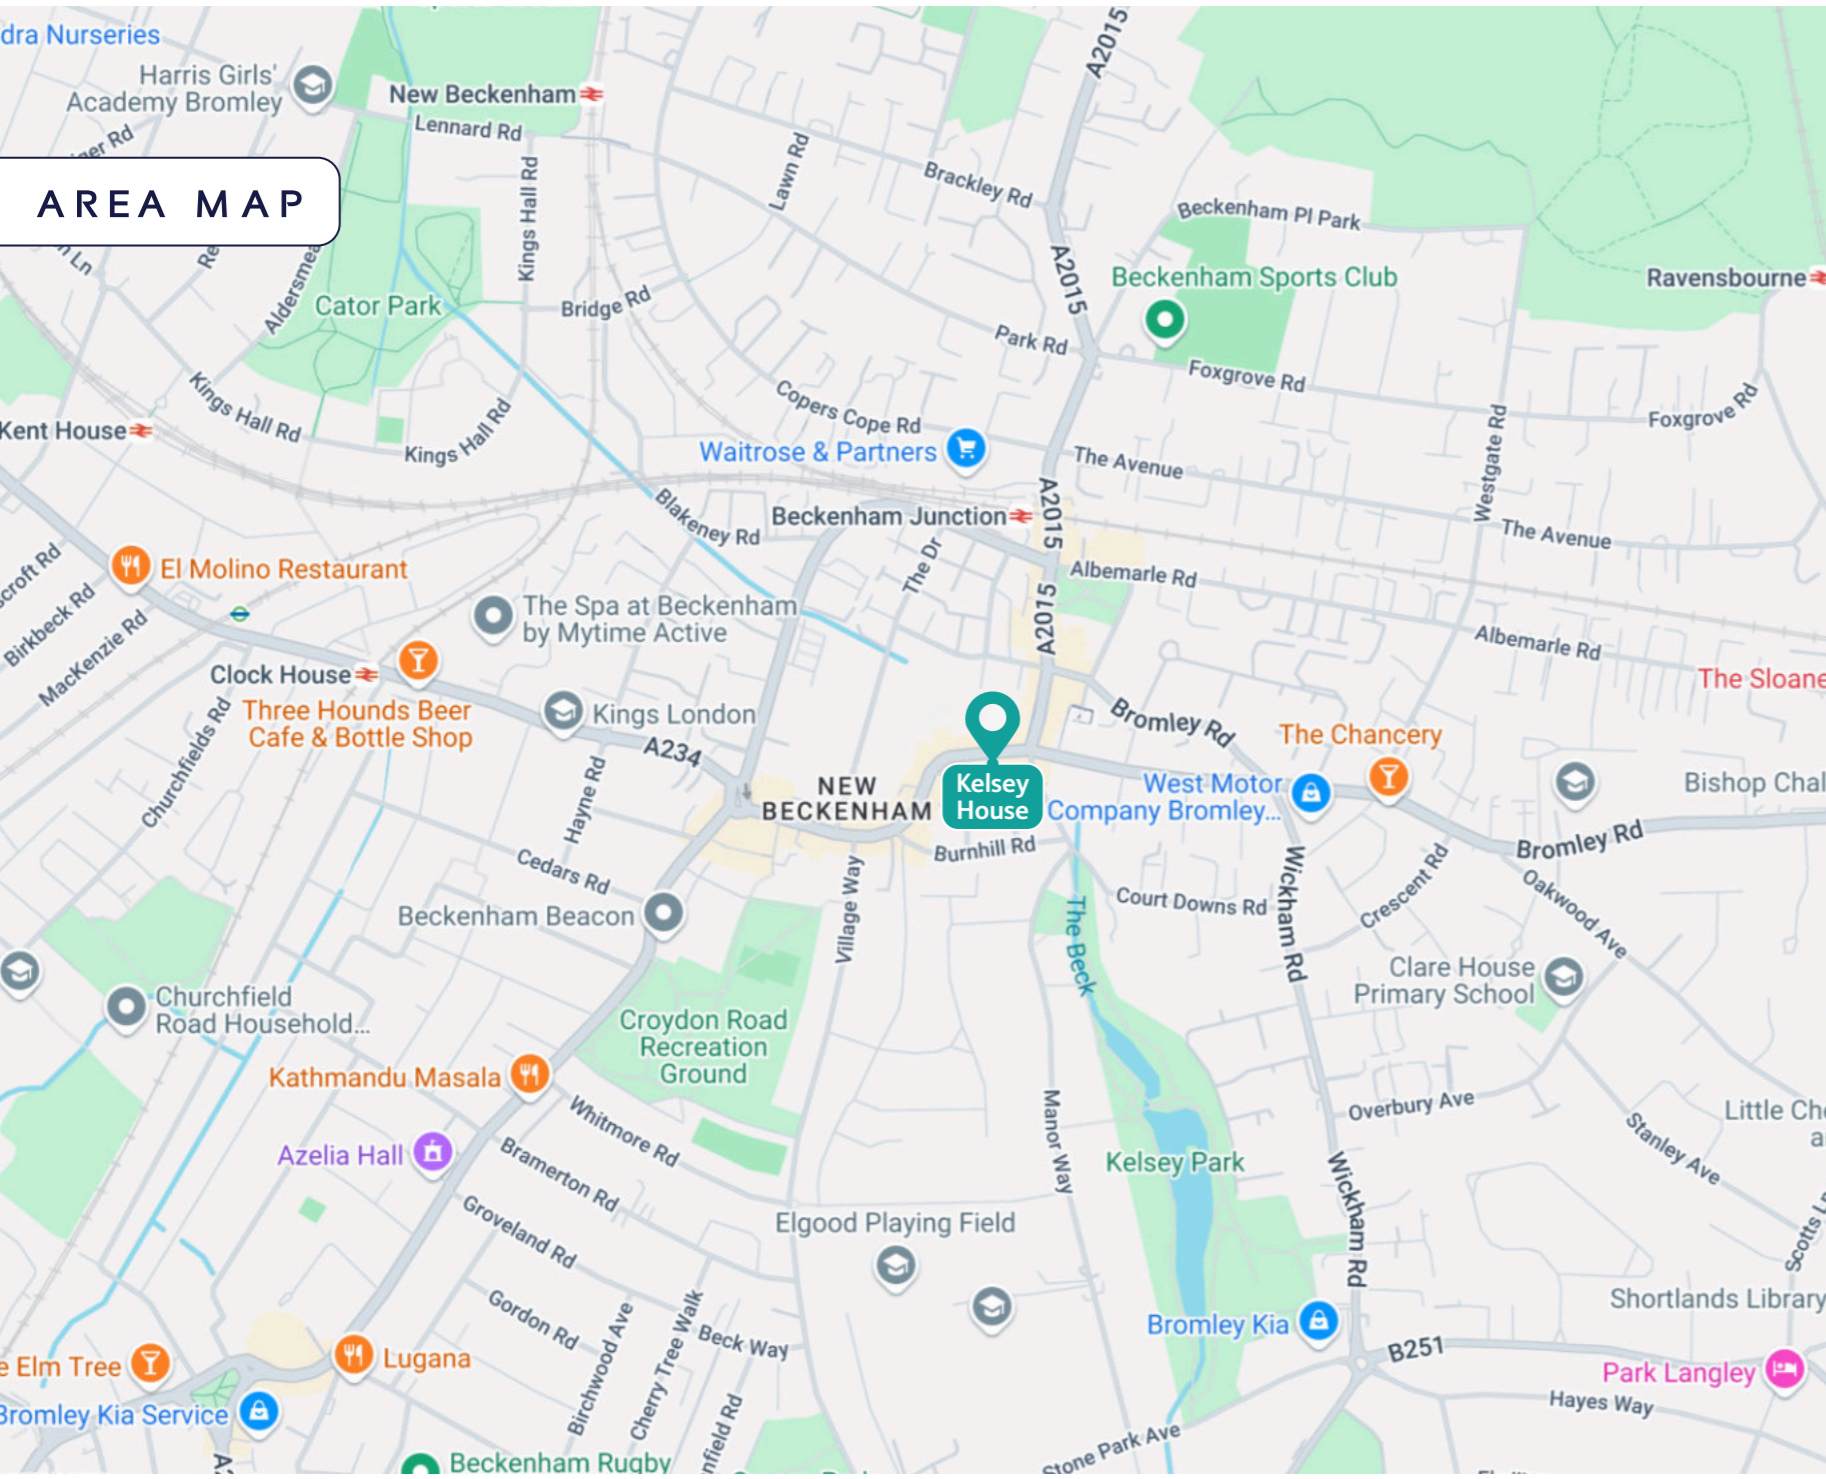 dra Nurseries
Harris Girls'
Academy Bromley
New Beckenham
Lennard Rd
A2015
Lawn Rd
Brackley Rd
Kings Hall Rd
AREA MAP
Beckenham Pl Park
Beckenham Sports Club
Ravensbourne
A2015
Cator Park
Bridge Rd
Park Rd
Foxgrove Rd
Foxgrove Rd
Kings Hall Rd
Kings Hall Rd
Kent House
Copers Cope Rd
Waitrose & Partners
The Avenue
Westgate Rd
A2015
Blakeney Rd
Beckenham Junction
The Avenue
El Molino Restaurant
The Dr
Albemarle Rd
Birkbeck Rd
MacKenzie Rd
The Spa at Beckenham
by Mytime Active
A2015
Albemarle Rd
Clock House
The Sloane
Three Hounds Beer
Cafe & Bottle Shop
Kings London
A234
Bromley Rd
The Chancery
Churchfields Rd
Hayne Rd
NEW
BECKENHAM
Kelsey
House
West Motor
Company Bromley...
Bishop Chal
Burnhill Rd
Bromley Rd
Cedars Rd
Village Way
Wickham Rd
Crescent Rd
Oakwood Ave
Beckenham Beacon
Court Downs Rd
The Beck
Clare House
Primary School
Churchfield
Road Household...
Croydon Road
Recreation
Ground
Kathmandu Masala
Whitmore Rd
Manor Way
Overbury Ave
Stanley Ave
Little Ch
Azelia Hall
Bramerton Rd
Kelsey Park
Wickham Rd
Groveland Rd
Elgood Playing Field
Scotts L
Gordon Rd
Birchwood Ave
Cherry Tree Walk
Beck Way
Bromley Kia
Shortlands Library
B251
e Elm Tree
Lugana
Park Langley
Bromley Kia Service
Hayes Way
nfield Rd
Stone Park Ave
Beckenham Rugby